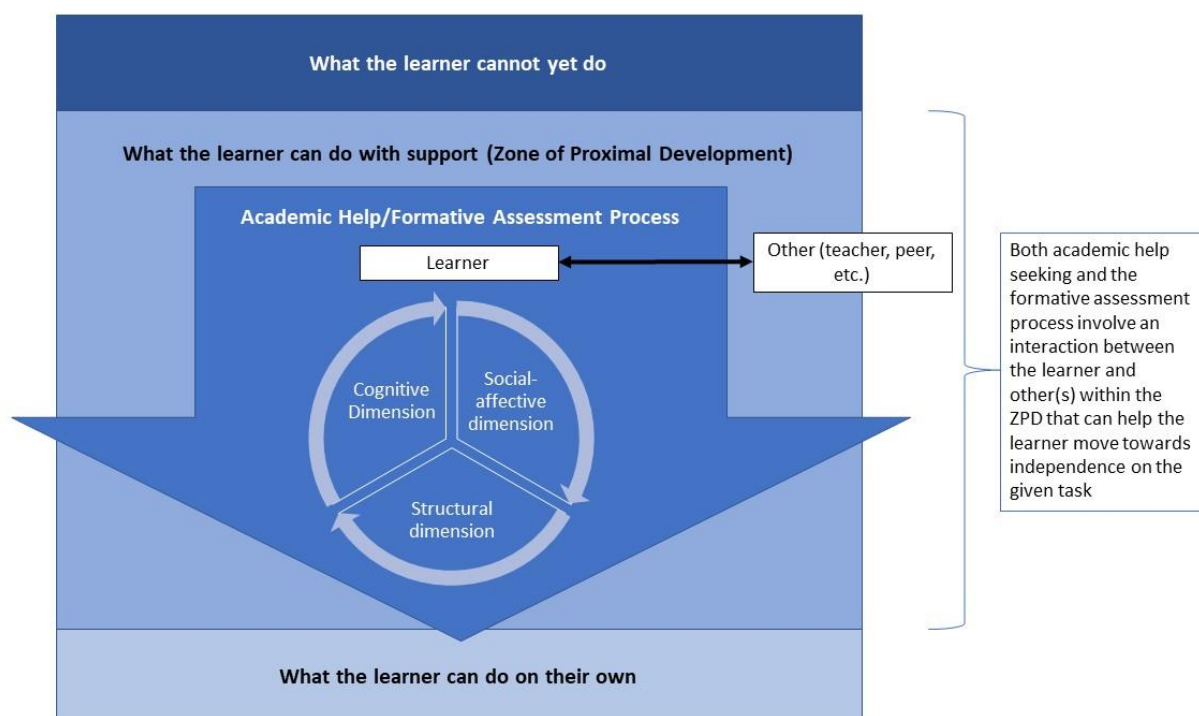 What the learner cannot yet do
What the learner can do with support (Zone of Proximal Development)
Academic Help/Formative Assessment Process
Learner
Other (teacher, peer,
etc.)
Cognitive
Dimension
Social-
affective
dimension
Structural
dimension
What the learner can do on their own
Both academic help
seeking and the
formative assessment
process involve an
interaction between
the learner and
other(s) within the
ZPD that can help the
learner move towards
independence on the
given task